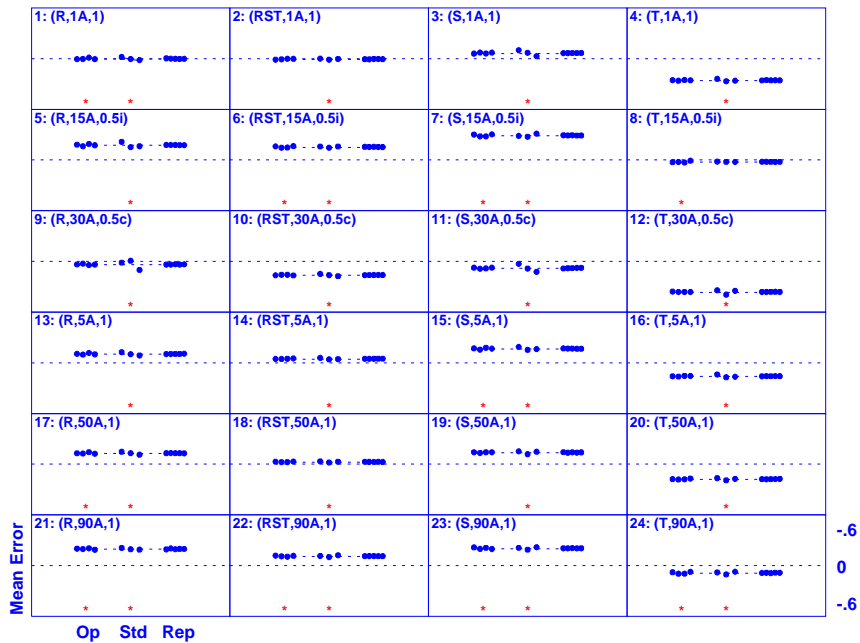 1: (R,1A,1)
2: (RST,1A,1)
3: (S,1A,1)
4: (T,1A,1)
5: (R,15A,0.5i)
6: (RST,15A,0.5i)
7: (S,15A,0.5i)
8: (T,15A,0.5i)
9: (R,30A,0.5c)
10: (RST,30A,0.5c)
11: (S,30A,0.5c)
12: (T,30A,0.5c)
13: (R,5A,1)
14: (RST,5A,1)
15: (S,5A,1)
16: (T,5A,1)
17: (R,50A,1)
18: (RST,50A,1)
19: (S,50A,1)
20: (T,50A,1)
21: (R,90A,1)
22: (RST,90A,1)
23: (S,90A,1)
24: (T,90A,1)
-.6
0
-.6
Mean Error
Op Std Rep